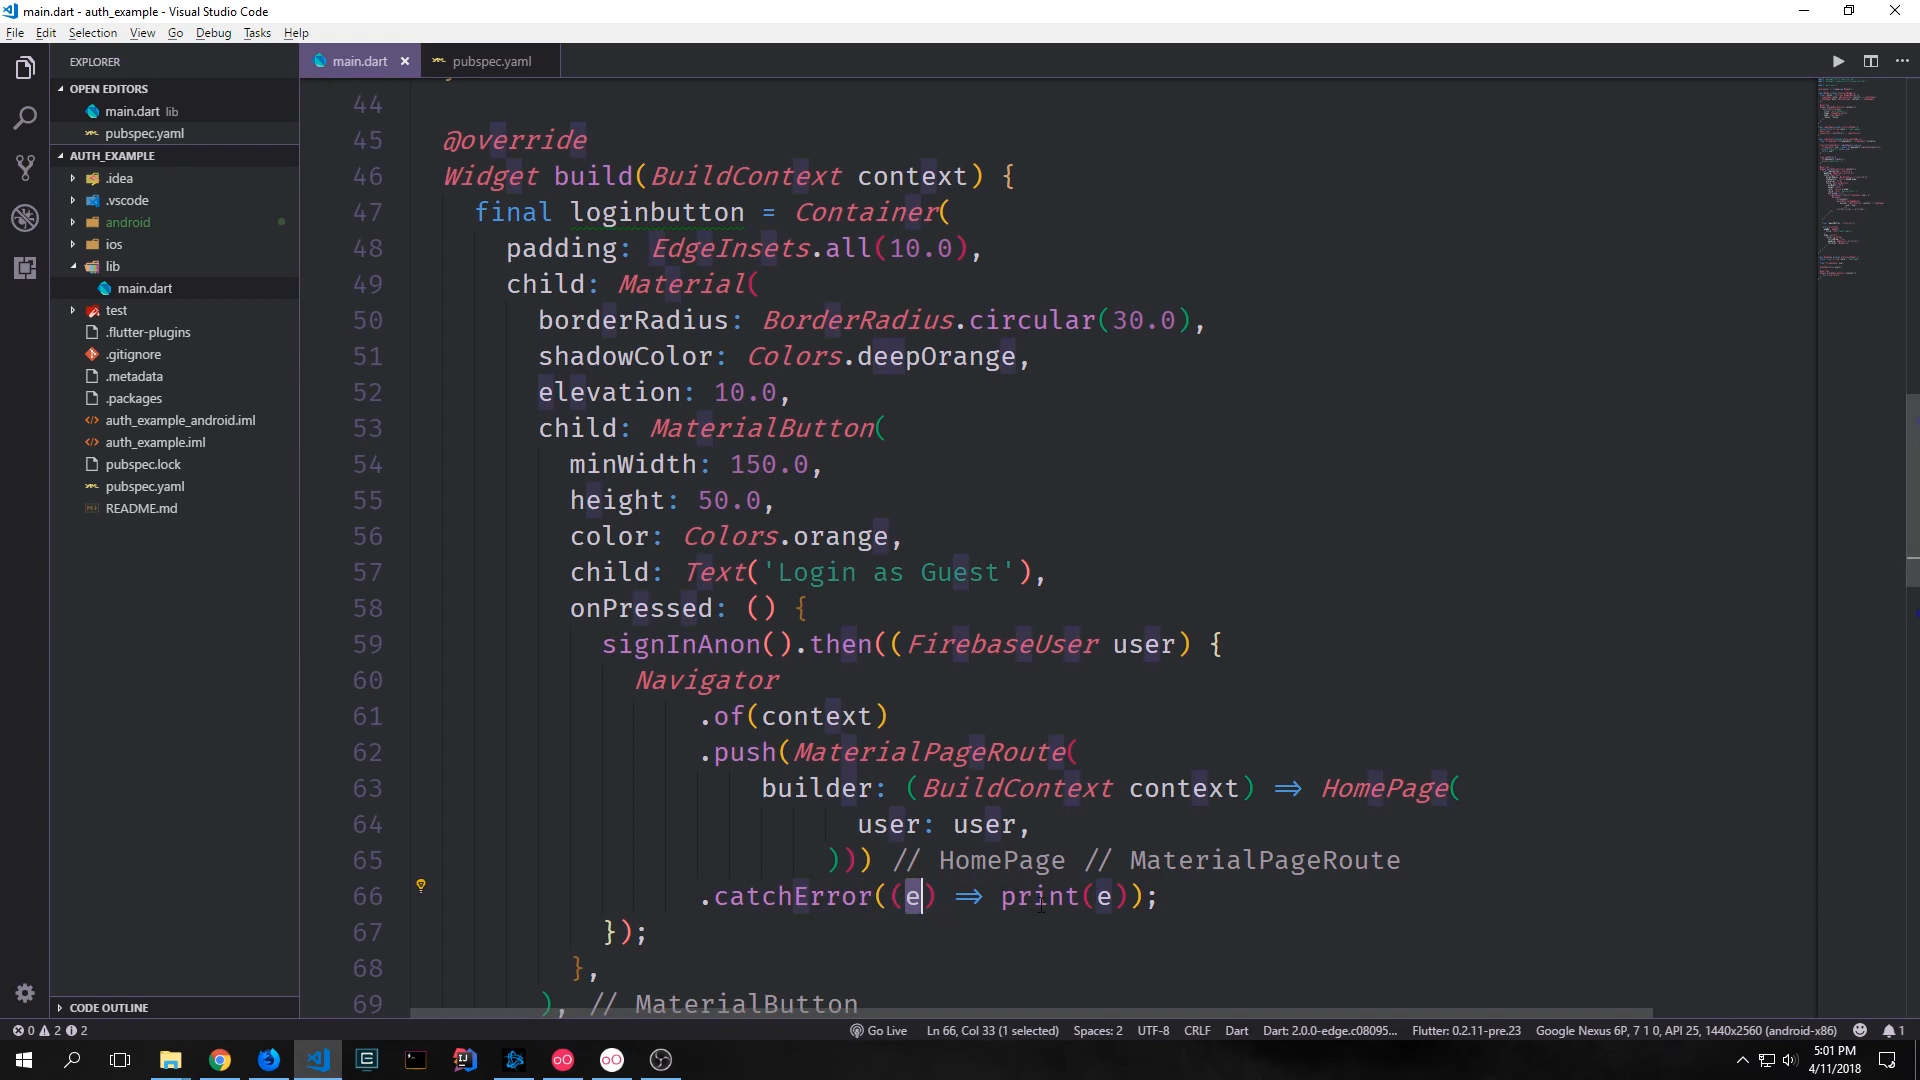 main.dart - auth_example - Visual Studio Code
File Edit Selection View Go Debug Tasks Help
EXPLORER
OPEN EDITORS
main.dart lib
pubspec.yaml
AUTH_EXAMPLE
.idea
.vscode
android
ios
lib
main.dart
test
.flutter-plugins
.gitignore
.metadata
.packages
auth_example_android.iml
auth_example.iml
pubspec.lock
pubspec.yaml
README.md
CODE OUTLINE
main.dart
pubspec.yaml
44
45 @override
46 Widget build(BuildContext context) {
47 final loginbutton = Container(
48 padding: EdgeInsets.all(10.0),
49 child: Material(
50 borderRadius: BorderRadius.circular(30.0),
51 shadowColor: Colors.deepOrange,
52 elevation: 10.0,
53 child: MaterialButton(
54 minWidth: 150.0,
55 height: 50.0,
56 color: Colors.orange,
57 child: Text('Login as Guest'),
58 onPressed: () {
59 signInAnon().then((FirebaseUser user) {
60 Navigator
61 .of(context)
62 .push(MaterialPageRoute(
63 builder: (BuildContext context) => HomePage(
64 user: user,
65 ))) // HomePage // MaterialPageRoute
66 .catchError((e) => print(e));
67 });
68 },
69 ), // MaterialButton
0 2 2 Go Live Ln 66, Col 33 (1 selected) Spaces: 2 UTF-8 CRLF Dart Dart: 2.0.0-edge.c08095... Flutter: 0.2.11-pre.23 Google Nexus 6P, 7 1 0, API 25, 1440x2560 (android-x86) 1
5:01 PM
4/11/2018